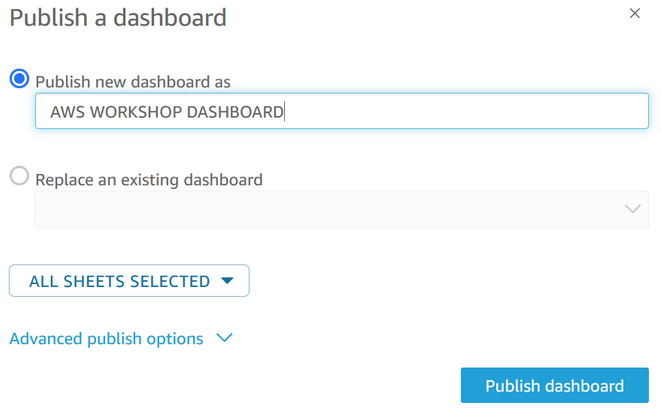 Publish a dashboard
Publish new dashboard as
AWS WORKSHOP DASHBOARD
Replace an existing dashboard
ALL SHEETS SELECTED
Advanced publish options
Publish dashboard